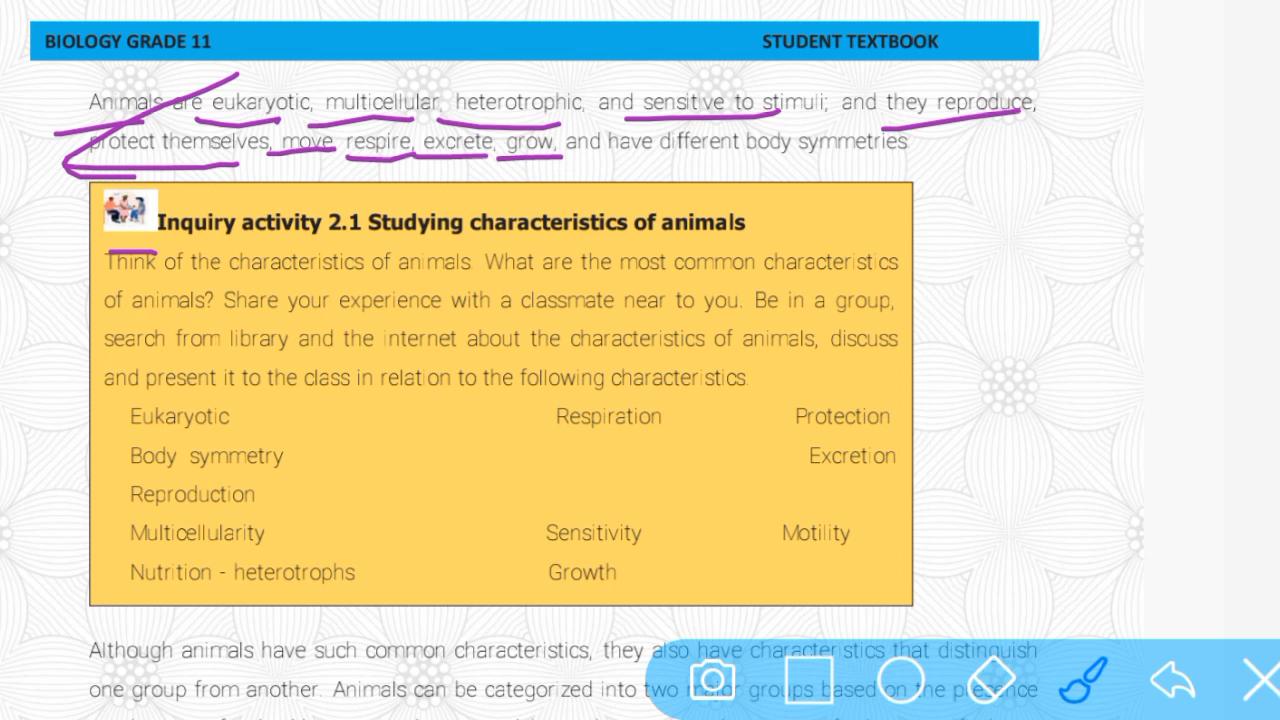 BIOLOGY GRADE 11 STUDENT TEXTBOOK
Animals are eukaryotic, multicellular, heterotrophic, and sensitive to stimuli; and they reproduce,
protect themselves, move, respire, excrete, grow, and have different body symmetries
Inquiry activity 2.1 Studying characteristics of animals
Think of the characteristics of animals. What are the most common characteristics
of animals? Share your experience with a classmate near to you. Be in a group,
search from library and the internet about the characteristics of animals, discuss
and present it to the class in relation to the following characteristics.
Eukaryotic Respiration Protection
Body symmetry Excretion
Reproduction
Multicellularity Sensitivity Motility
Nutrition - heterotrophs Growth
Although animals have such common characteristics, they also have characteristics that distinguish
one group from another. Animals can be categorized into two major groups based on the presence